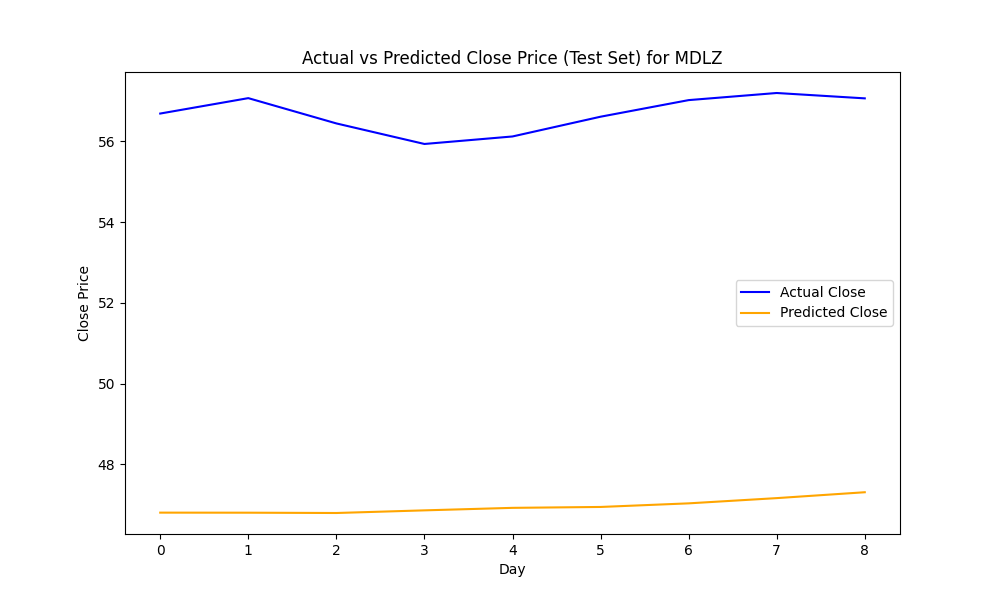 Actual vs Predicted Close Price (Test Set) for MDLZ
Close Price
56
54
52
50
48
Actual Close
Predicted Close
0 1 2 3 4 5 6 7 8
Day